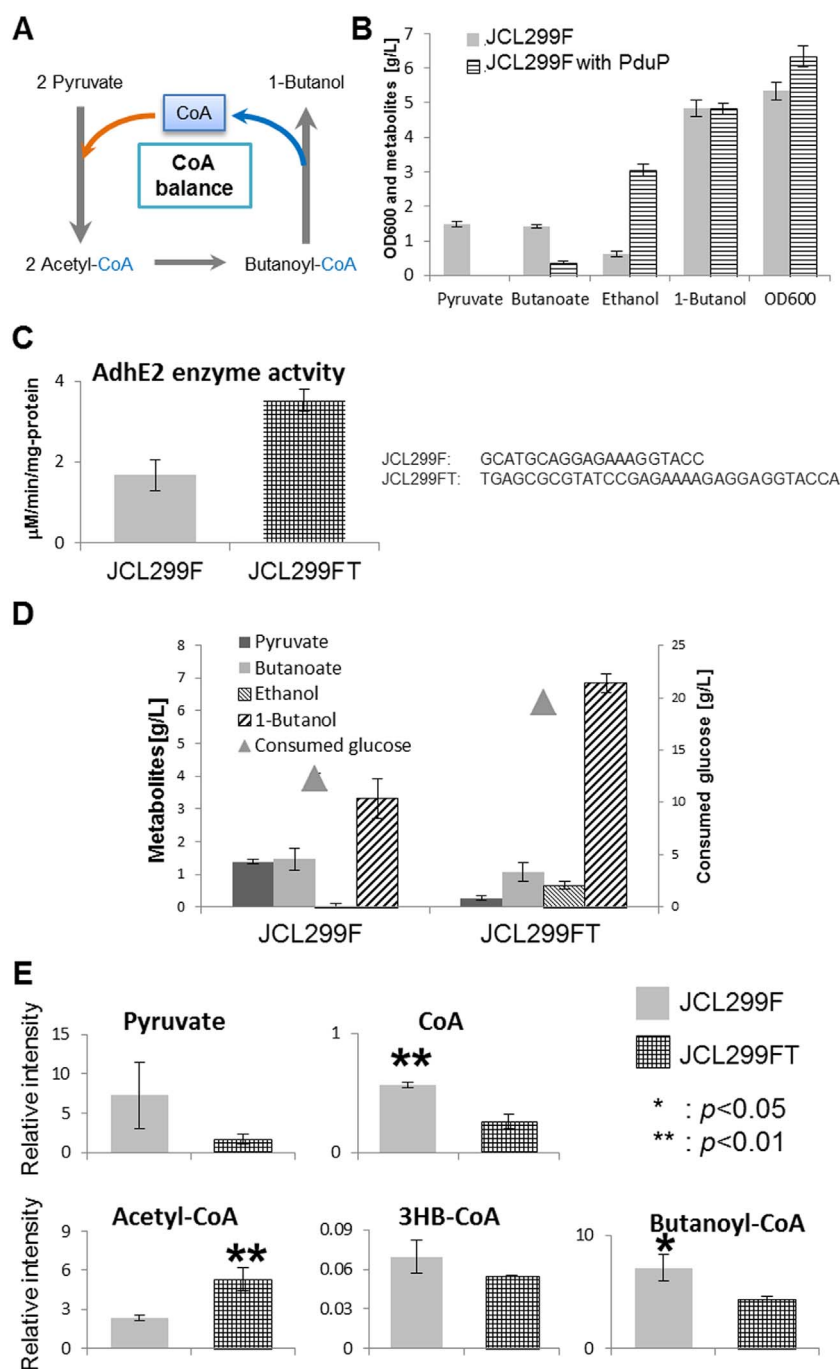 A
2 Pyruvate
1-Butanol
CoA
CoA
balance
2 Acetyl-CoA
Butanoyl-CoA
B
JCL299F
JCL299F with PduP
OD600 and metabolites [g/L]
7
6
5
4
3
2
1
0
Pyruvate Butanoate Ethanol 1-Butanol OD600
C
AdhE2 enzyme actvity
µM/min/mg-protein
4
2
0
JCL299F JCL299FT
JCL299F: GCATGCAGGAGAAAGGTACC
JCL299FT: TGAGCGCGTATCCGAGAAAAGAGGAGGTACCA
D
Pyruvate
Butanoate
Ethanol
1-Butanol
Consumed glucose
Metabolites [g/L]
8
7
6
5
4
3
2
1
0
25
20
15
10
5
0
Consumed glucose [g/L]
JCL299F JCL299FT
E
Pyruvate
Relative intensity
15
10
5
0
CoA
1
0
**
JCL299F
JCL299FT
* : p<0.05
** : p<0.01
Acetyl-CoA
Relative intensity
9
6
3
0
**
3HB-CoA
0.09
0.06
0.03
0
Butanoyl-CoA
10
0
*